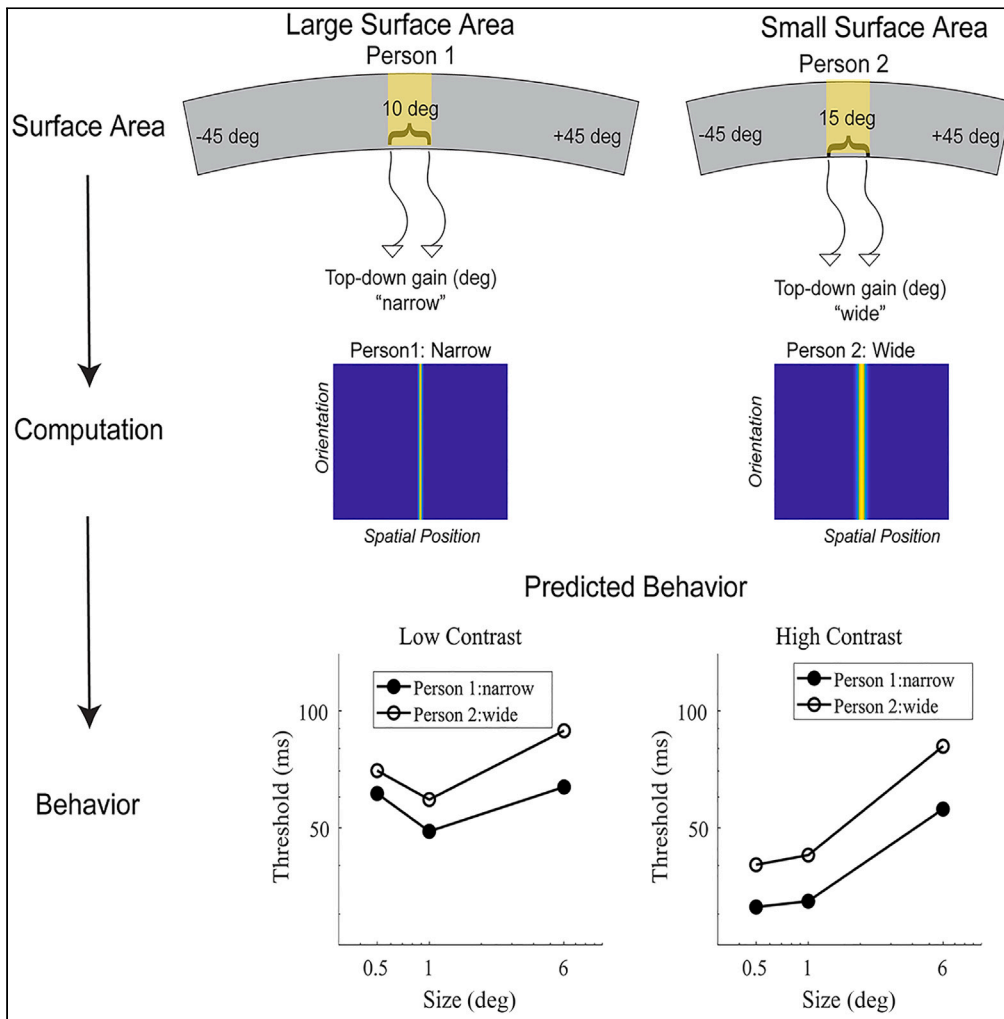 Large Surface Area
Person 1
Small Surface Area
Person 2
Surface Area
-45 deg
10 deg
+45 deg
-45 deg
15 deg
+45 deg
Top-down gain (deg)
“narrow”
Top-down gain (deg)
“wide”
Computation
Person1: Narrow
Orientation
Spatial Position
Person 2: Wide
Orientation
Spatial Position
Behavior
Predicted Behavior
Low Contrast
Person 1:narrow
Person 2:wide
Threshold (ms)
100
50
0.5
1
6
Size (deg)
High Contrast
Person 1:narrow
Person 2:wide
Threshold (ms)
100
50
0.5
1
6
Size (deg)